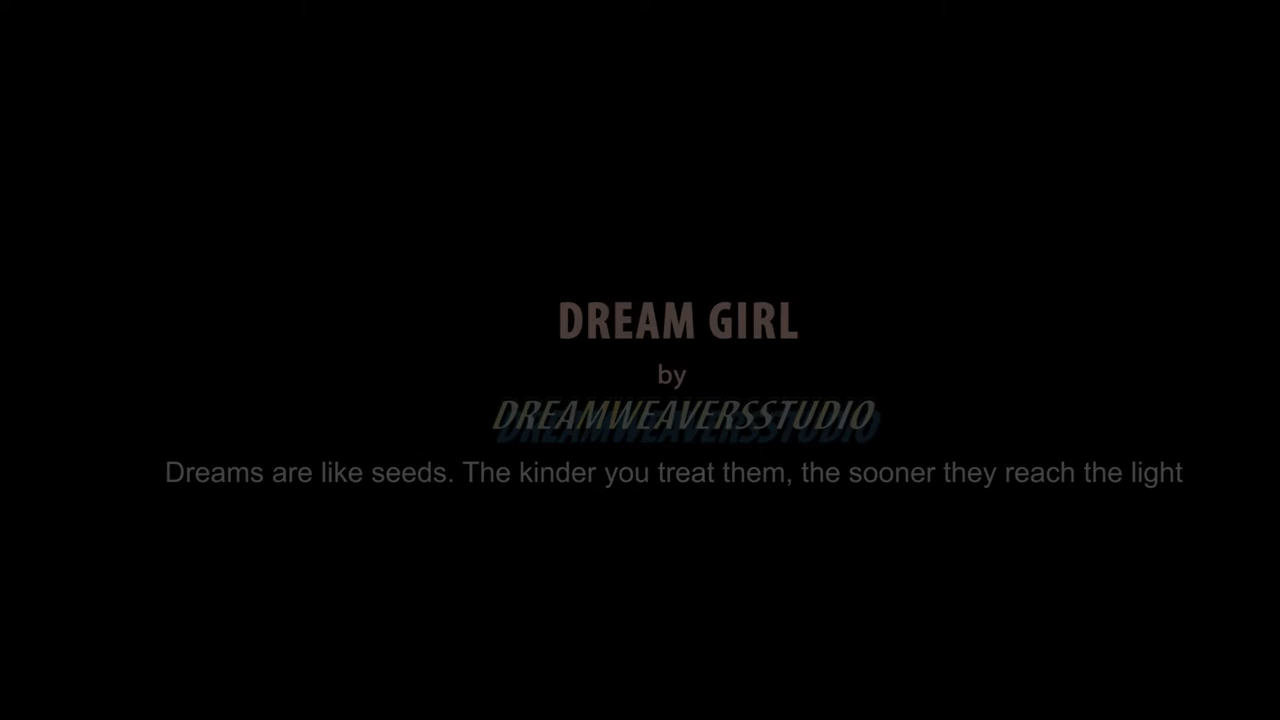 DREAM GIRL
by
DREAMWEAVERSSTUDIO
Dreams are like seeds. The kinder you treat them, the sooner they reach the light